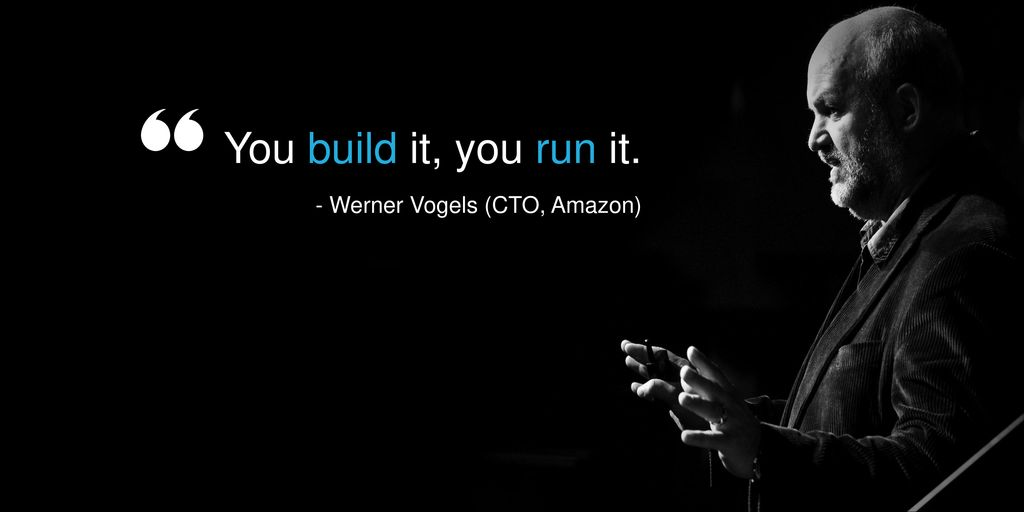 “ You build it, you run it.
- Werner Vogels (CTO, Amazon)